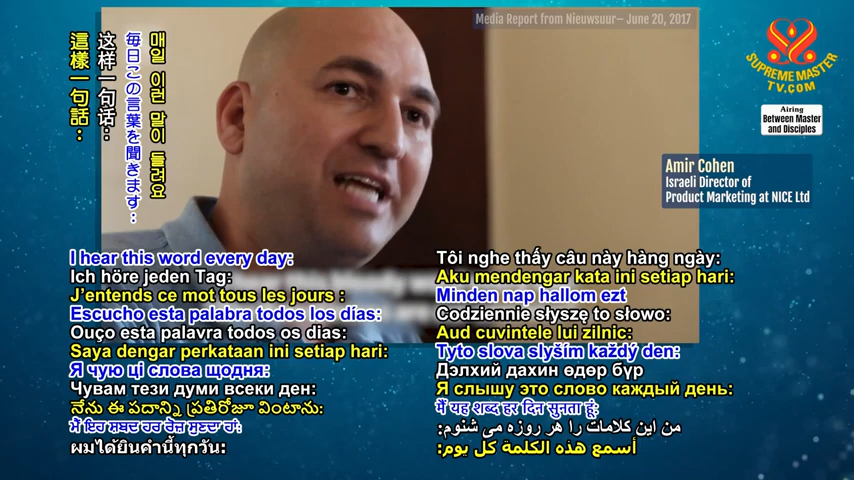 Media Report from Nieuwsuur– June 20, 2017
SUPREME MASTER
TV.COM
Airing
Between Master
and Disciples
Amir Cohen
Israeli Director of
Product Marketing at NICE Ltd
매일 이런 말이 들려요
毎日この言葉を聞きます:
这样一句话:
這樣一句話:
I hear this word every day:
Ich höre jeden Tag:
J'entends ce mot tous les jours :
Escucho esta palabra todos los días:
Ouço esta palavra todos os dias:
Saya dengar perkataan ini setiap hari:
Я чую ці слова щодня:
Чувам тези думи всеки ден:
నేను ఈ పదాన్ని ప్రతిరోజూ వింటాను:
ਮੈਂ ਇਹ ਸ਼ਬਦ ਹਰ ਰੋਜ਼ ਸੁਣਦਾ ਹਾਂ:
ผมได้ยินคำนี้ทุกวัน:
Tôi nghe thấy câu này hàng ngày:
Aku mendengar kata ini setiap hari:
Minden nap hallom ezt
Codziennie słyszę to słowo:
Aud cuvintele lui zilnic:
Tyto slova slyším každý den:
Дэлхий дахин өдөр бүр
Я слышу это слово каждый день:
मैं यह शब्द हर दिन सुनता हूं:
من این کلامات را هر روزه می شنوم:
أسمع هذه الكلمة كل يوم: